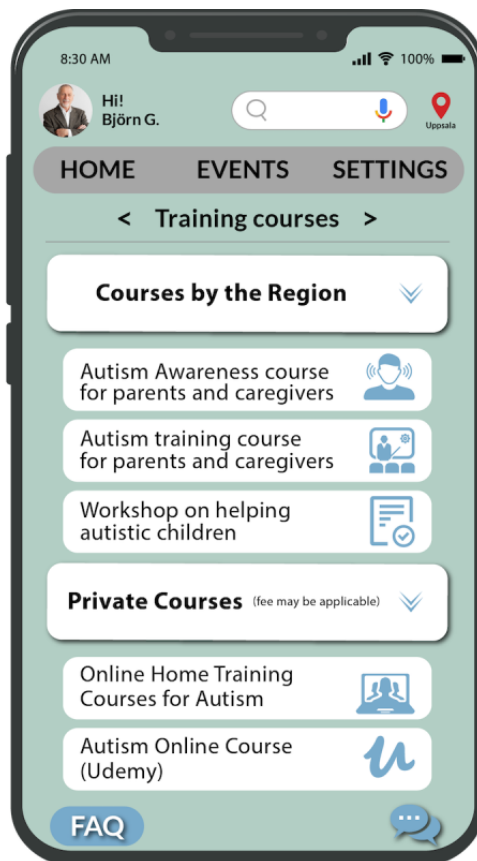 8:30 AM
100%
Hi!
Björn G.
Uppsala
HOME EVENTS SETTINGS
< Training courses >
Courses by the Region
Autism Awareness course
for parents and caregivers
Autism training course
for parents and caregivers
Workshop on helping
autistic children
Private Courses (fee may be applicable)
Online Home Training
Courses for Autism
Autism Online Course
(Udemy)
FAQ